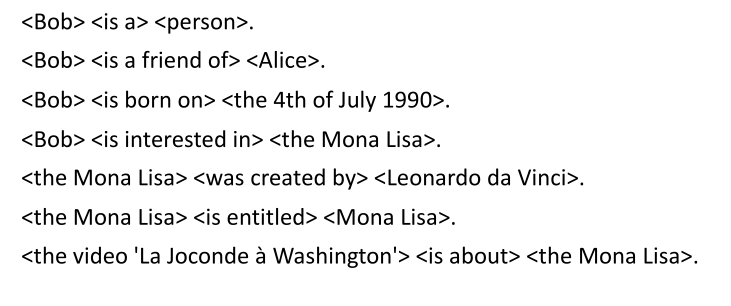 <Bob> <is a> <person>.
<Bob> <is a friend of> <Alice>.
<Bob> <is born on> <the 4th of July 1990>.
<Bob> <is interested in> <the Mona Lisa>.
<the Mona Lisa> <was created by> <Leonardo da Vinci>.
<the Mona Lisa> <is entitled> <Mona Lisa>.
<the video 'La Joconde à Washington'> <is about> <the Mona Lisa>.